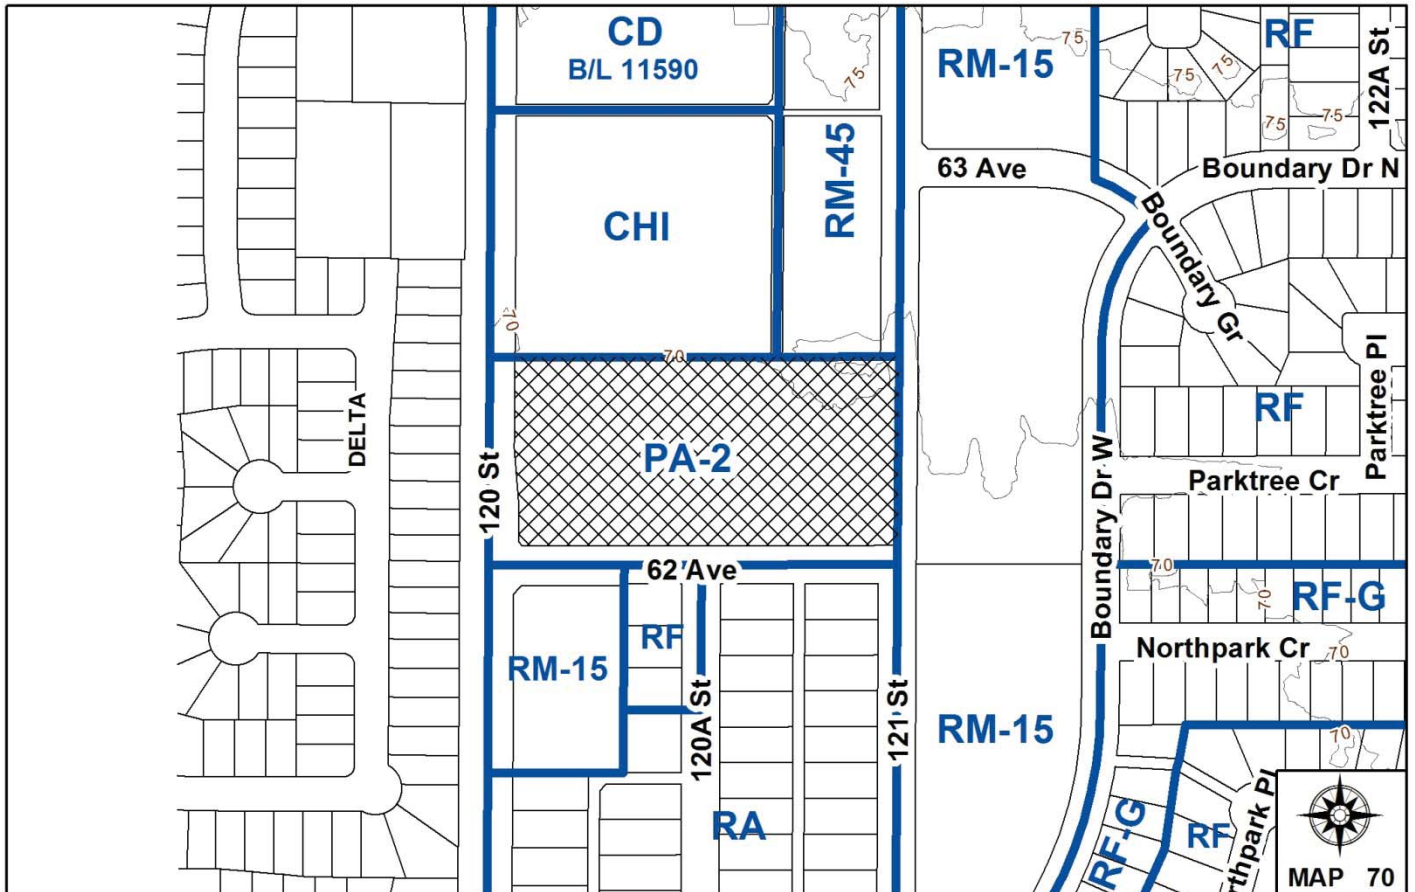 CD
B/L 11590
RM-15
RF
122A St
75
75
75
75
75
75
63 Ave
Boundary Dr N
RM-45
CHI
Boundary Gr
70
70
DELTA
120 St
PA-2
RF
Parktree Pl
Parktree Cr
Boundary Dr W
62 Ave
70
RF-G
70
RF
RM-15
Northpark Cr
70
120A St
121 St
RM-15
70
RA
RF-G
RF
rthpark Pl
MAP 70